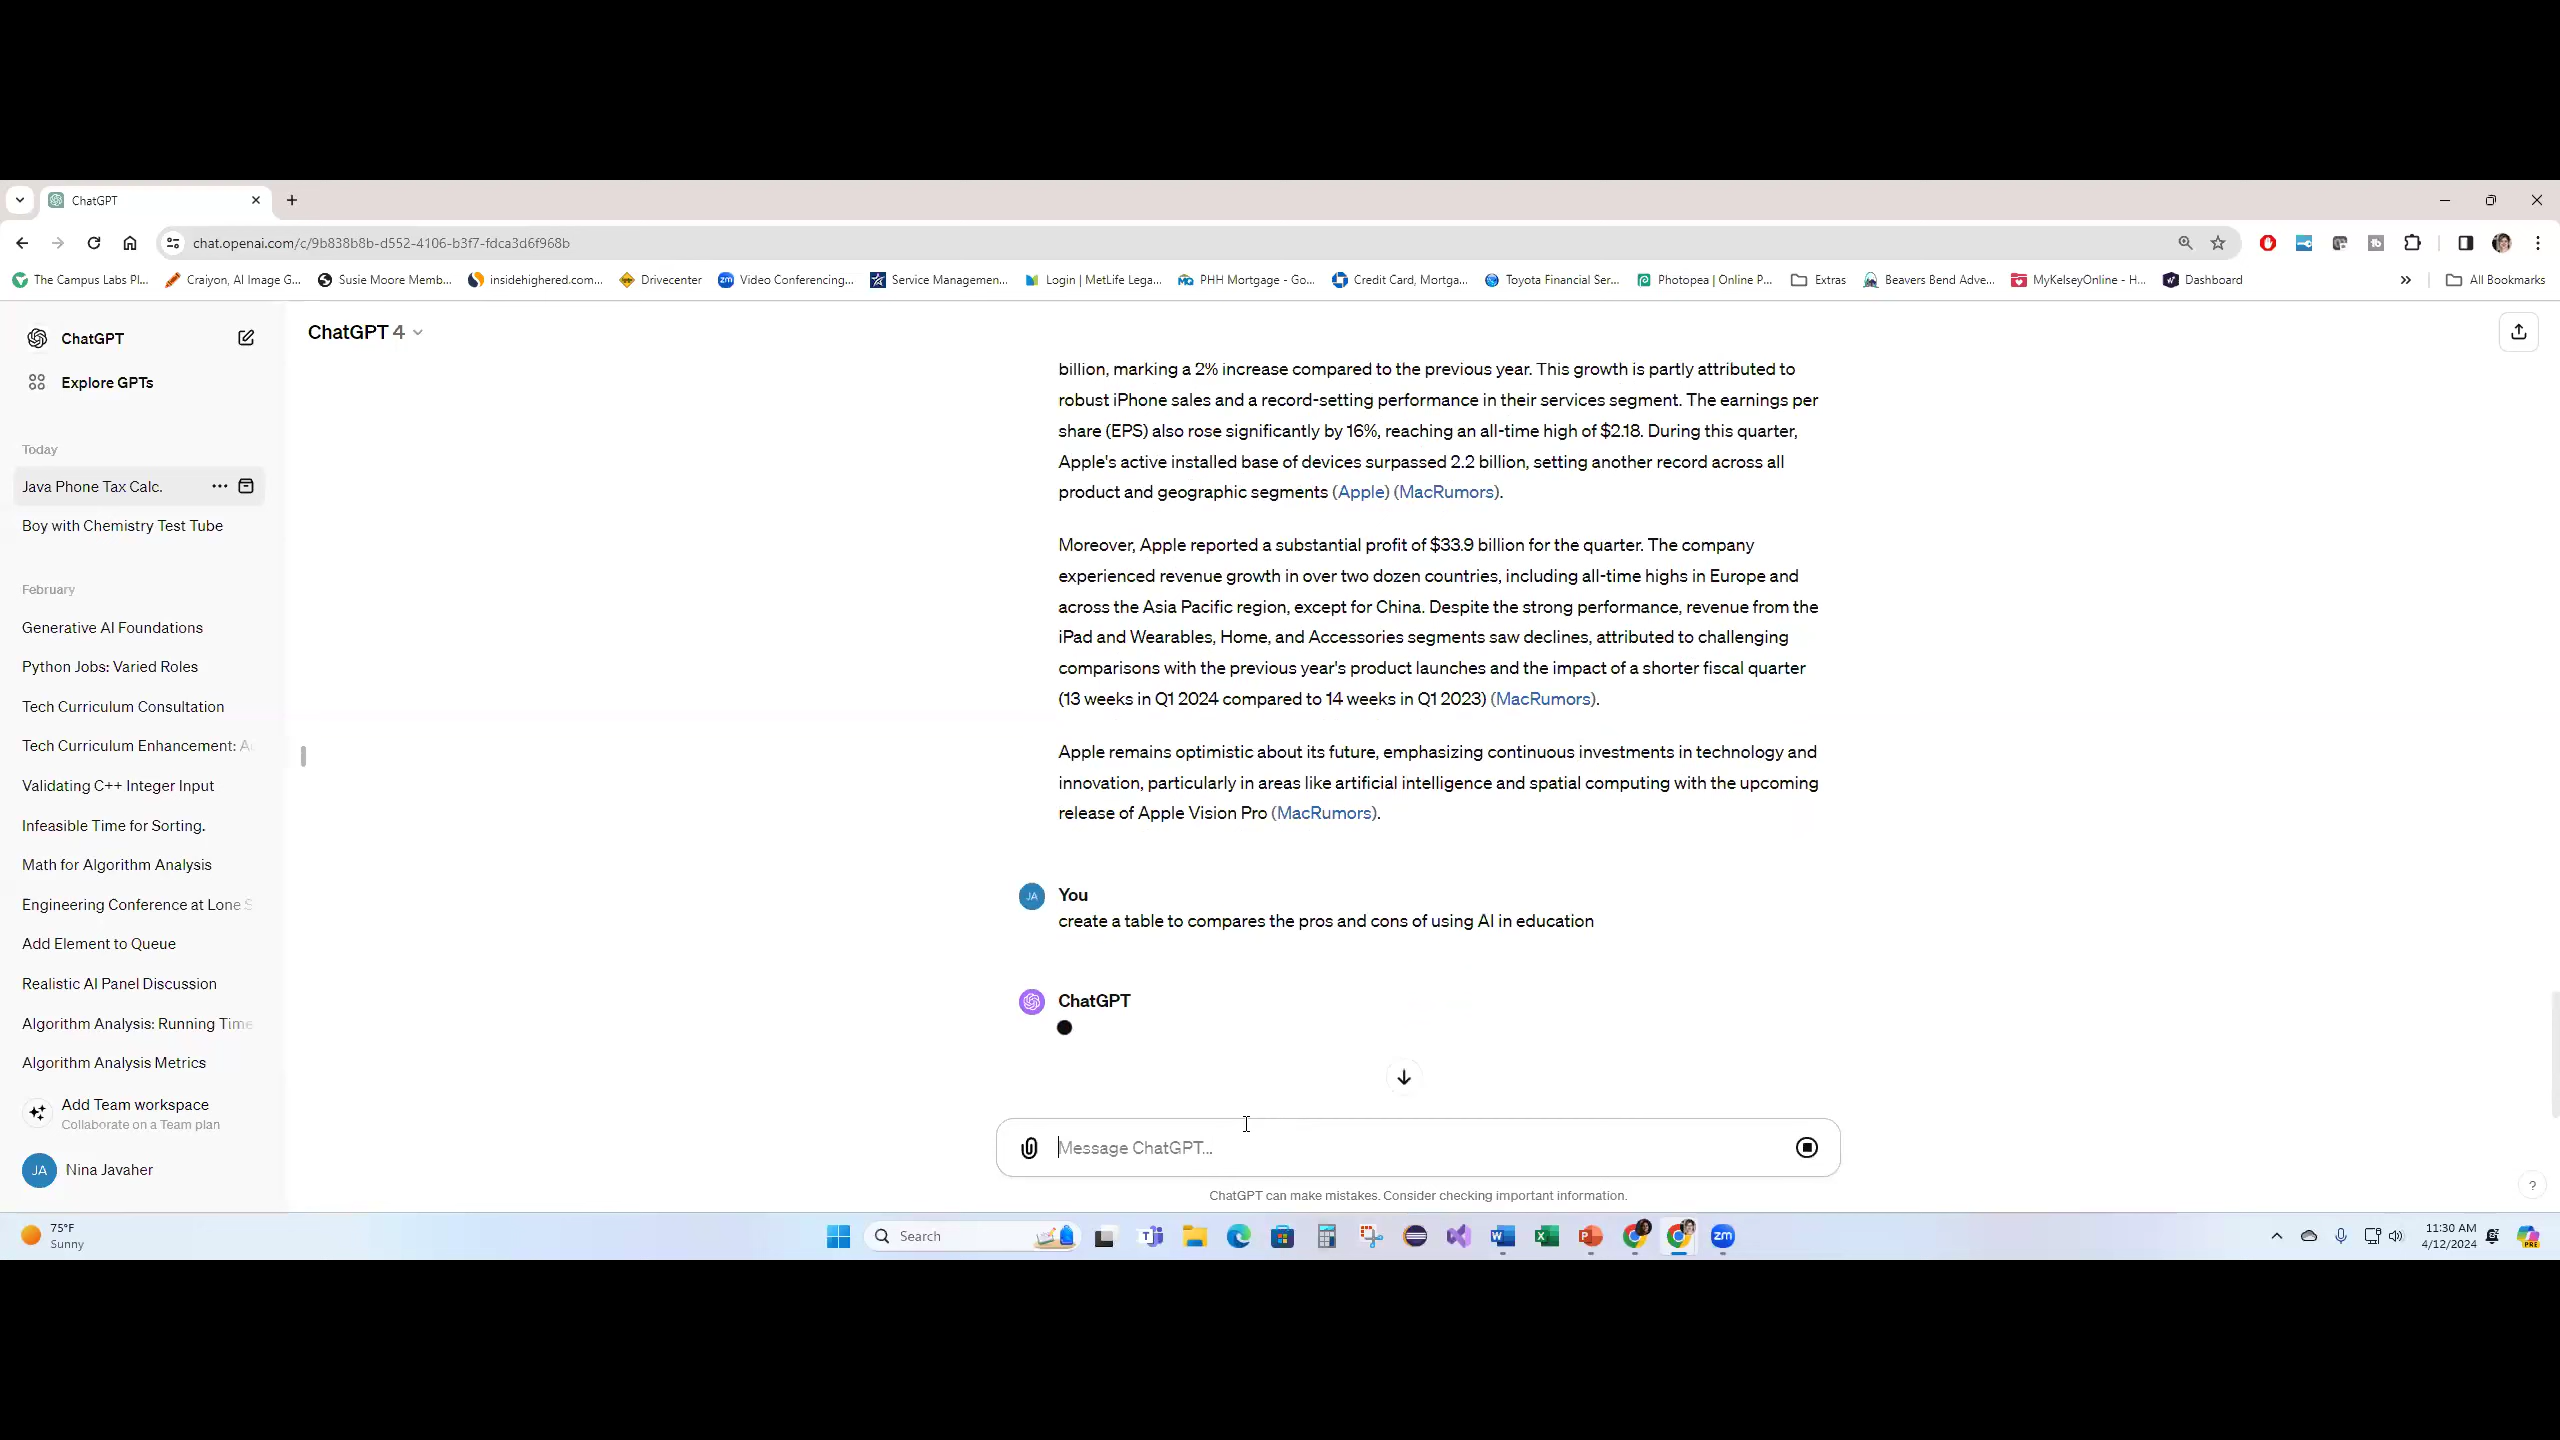 ChatGPT
chat.openai.com/c/9b838b8b-d552-4106-b3f7-fdca3d6f968b
The Campus Labs Pl... Craiyon, AI Image G... Susie Moore Memb... insidehighered.com... Drivecenter Video Conferencing... Service Managemen... Login | MetLife Lega... PHH Mortgage - Go... Credit Card, Mortga... Toyota Financial Ser... Photopea | Online P... Extras Beavers Bend Adve... MyKelseyOnline - H... Dashboard » All Bookmarks
ChatGPT
Explore GPTs
Today
Java Phone Tax Calc.
Boy with Chemistry Test Tube
February
Generative AI Foundations
Python Jobs: Varied Roles
Tech Curriculum Consultation
Tech Curriculum Enhancement: A
Validating C++ Integer Input
Infeasible Time for Sorting.
Math for Algorithm Analysis
Engineering Conference at Lone S
Add Element to Queue
Realistic AI Panel Discussion
Algorithm Analysis: Running Time
Algorithm Analysis Metrics
Add Team workspace
Collaborate on a Team plan
JA Nina Javaher
ChatGPT 4
billion, marking a 2% increase compared to the previous year. This growth is partly attributed to
robust iPhone sales and a record-setting performance in their services segment. The earnings per
share (EPS) also rose significantly by 16%, reaching an all-time high of $2.18. During this quarter,
Apple's active installed base of devices surpassed 2.2 billion, setting another record across all
product and geographic segments (Apple) (MacRumors).
Moreover, Apple reported a substantial profit of $33.9 billion for the quarter. The company
experienced revenue growth in over two dozen countries, including all-time highs in Europe and
across the Asia Pacific region, except for China. Despite the strong performance, revenue from the
iPad and Wearables, Home, and Accessories segments saw declines, attributed to challenging
comparisons with the previous year's product launches and the impact of a shorter fiscal quarter
(13 weeks in Q1 2024 compared to 14 weeks in Q1 2023) (MacRumors).
Apple remains optimistic about its future, emphasizing continuous investments in technology and
innovation, particularly in areas like artificial intelligence and spatial computing with the upcoming
release of Apple Vision Pro (MacRumors).
JA You
create a table to compares the pros and cons of using AI in education
ChatGPT
Message ChatGPT...
ChatGPT can make mistakes. Consider checking important information.
?
75°F
Sunny
Search
zm
11:30 AM
4/12/2024
PRE